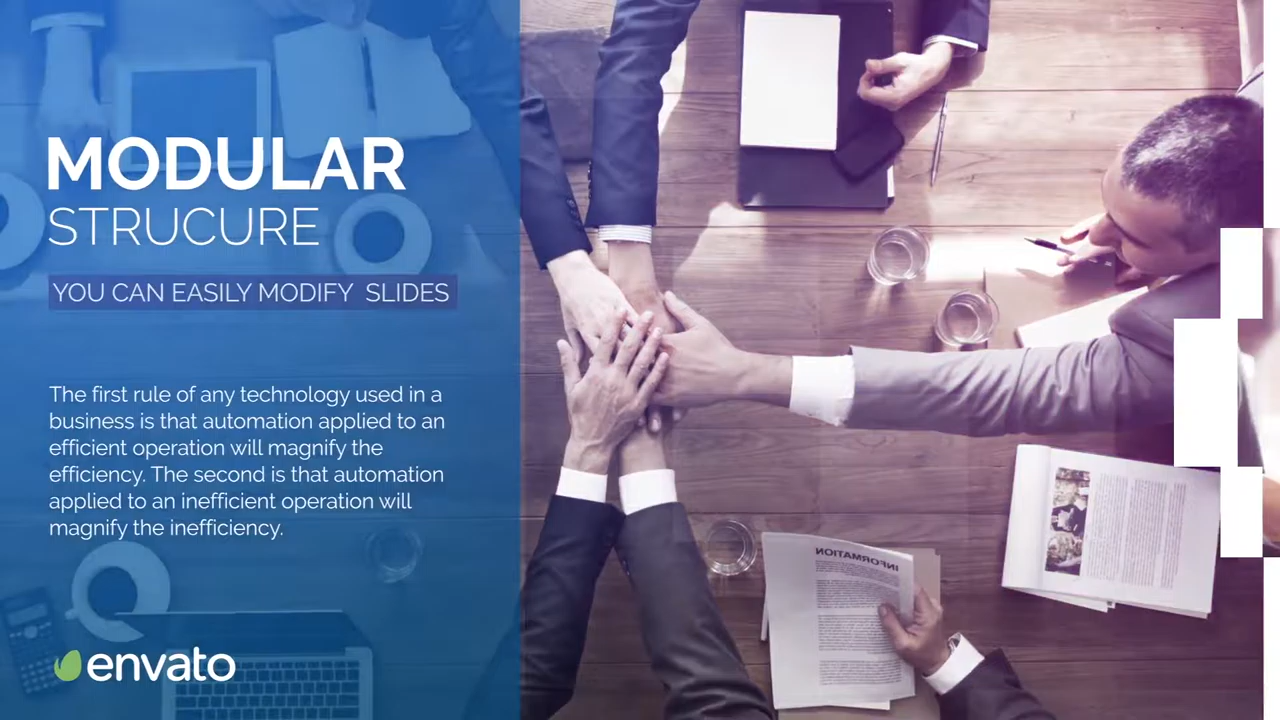 MODULAR
STRUCURE
YOU CAN EASILY MODIFY SLIDES
The first rule of any technology used in a
business is that automation applied to an
efficient operation will magnify the
efficiency. The second is that automation
applied to an inefficient operation will
magnify the inefficiency.
envato
INFORMATION